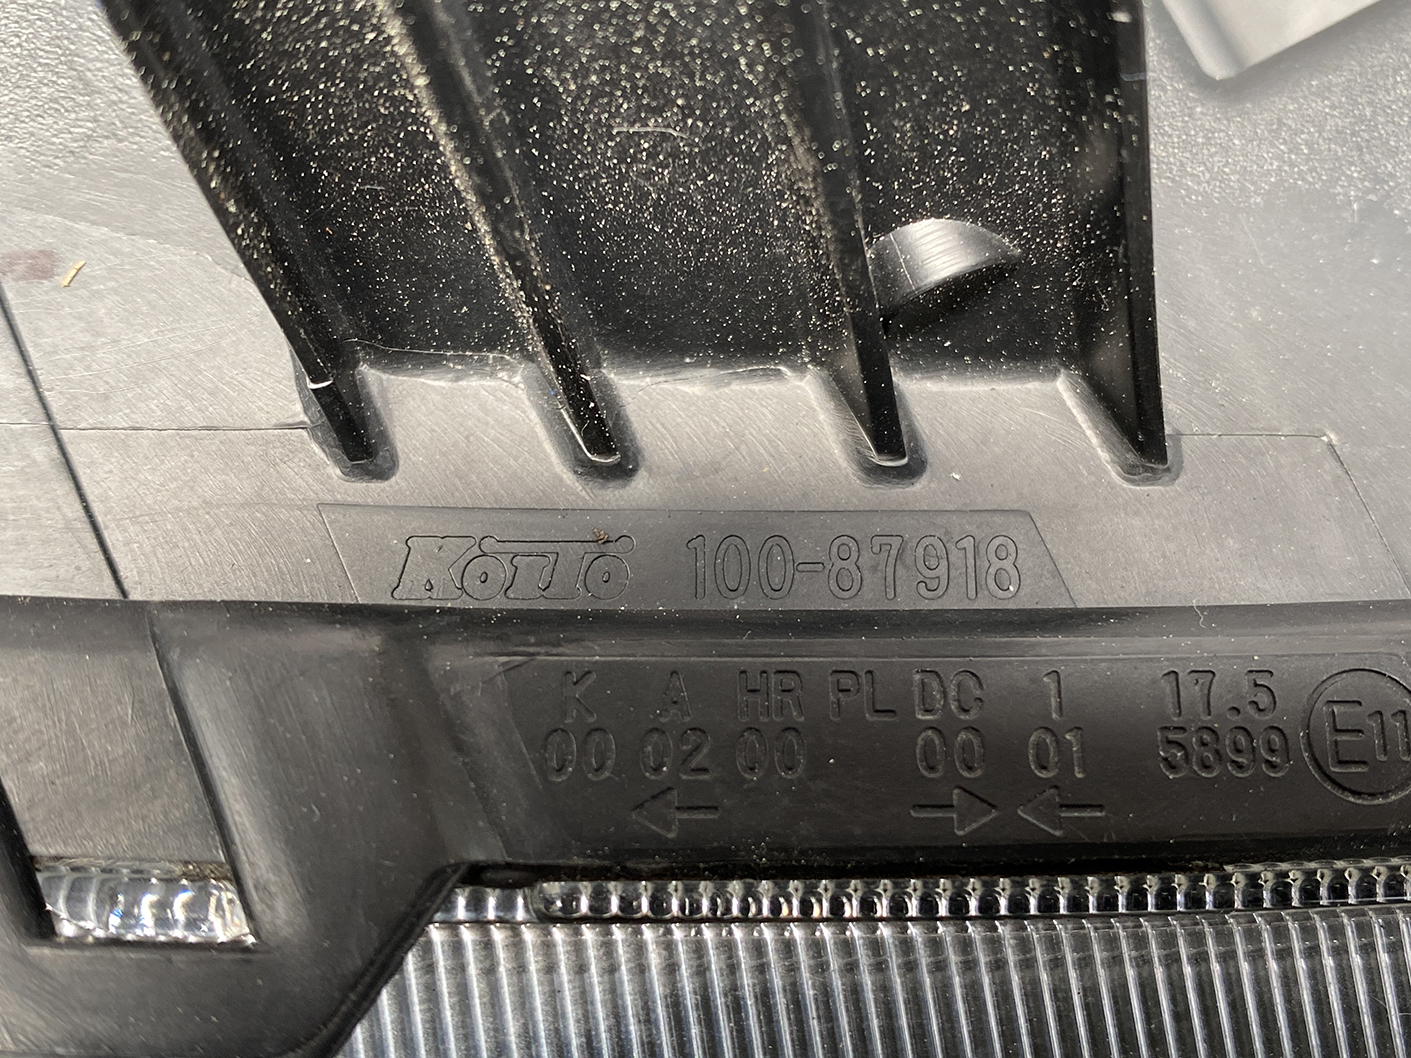 KOITO 100-87918
K A HR PL DC 1 17.5
00 02 00 00 01 5899 E11
← → ←